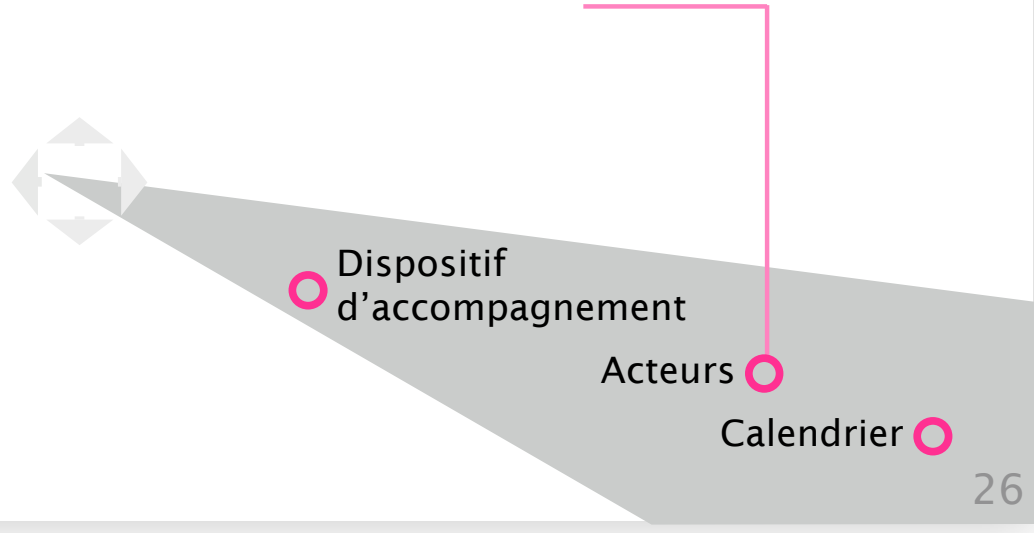 Dispositif
d’accompagnement
Acteurs
Calendrier
26